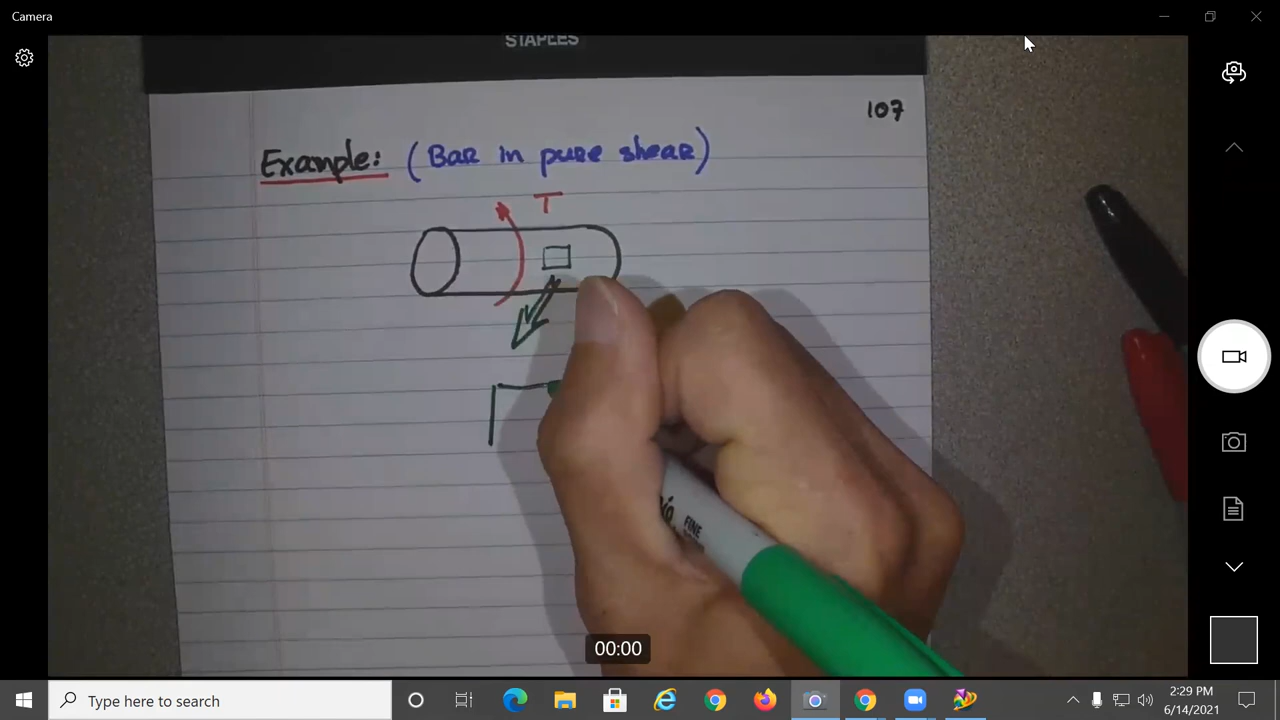 Camera
STAPLES
107
Example: (Bar in pure shear)
T
FINE
00:00
Type here to search
2:29 PM
6/14/2021